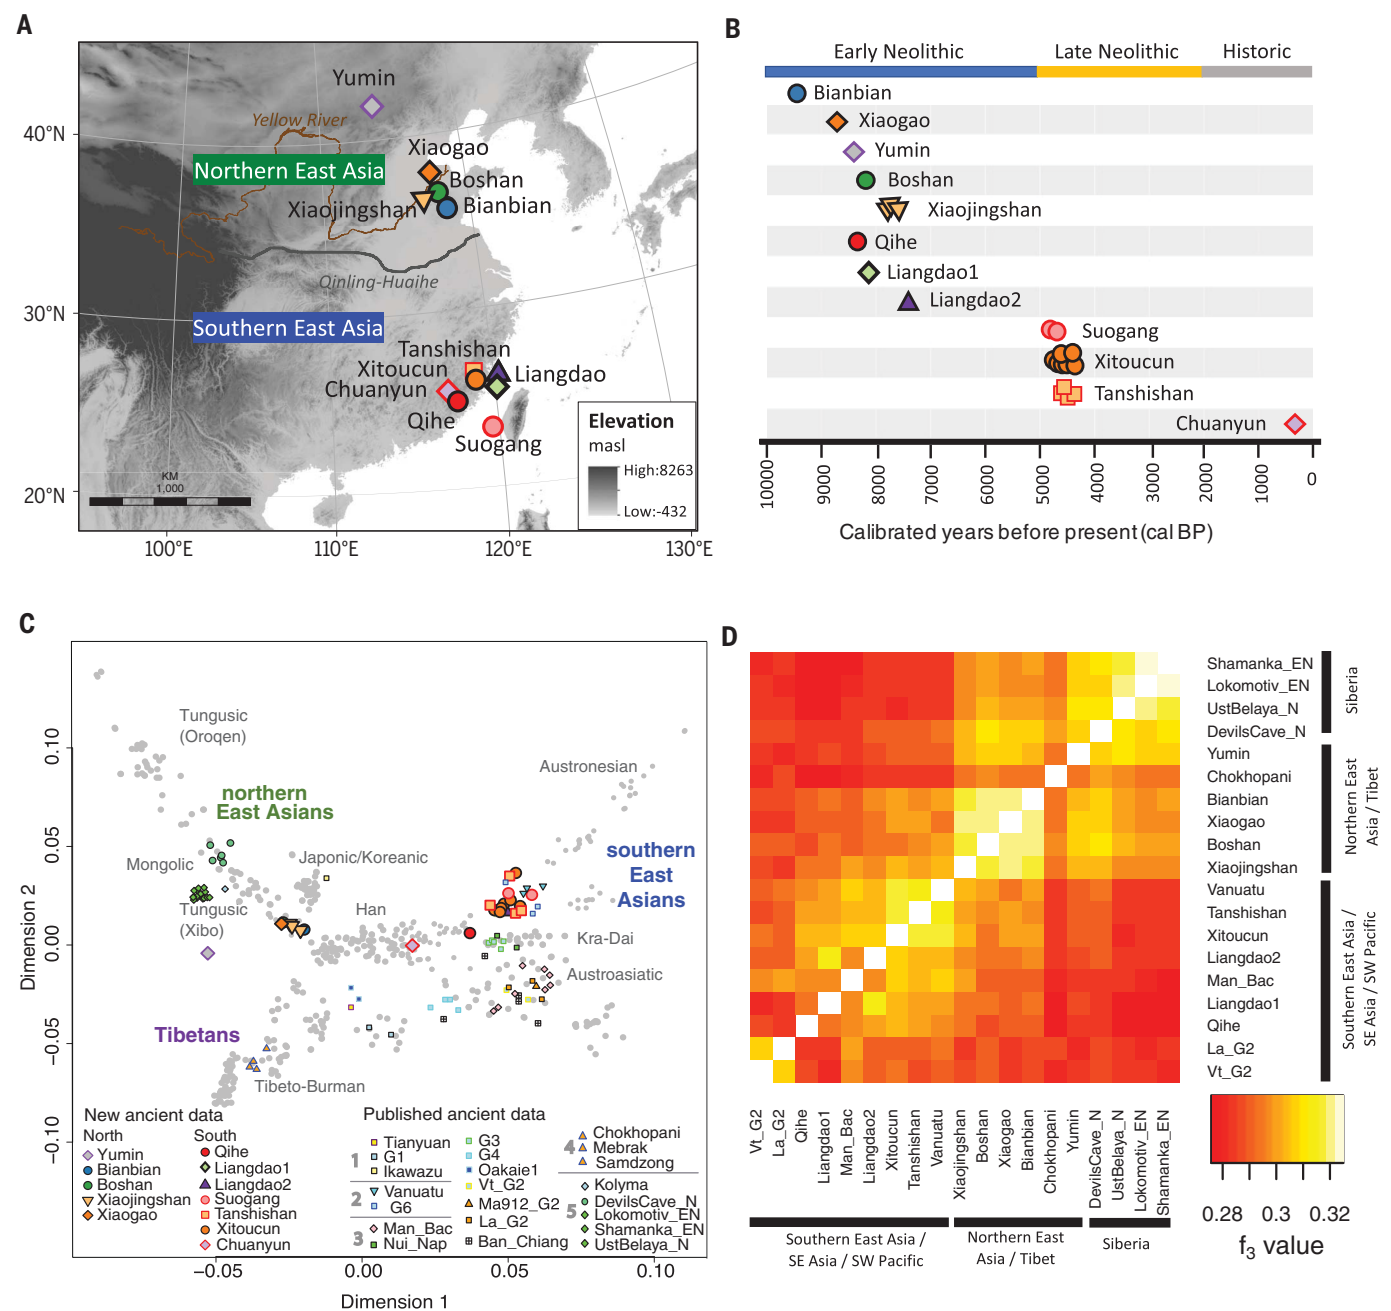 A
Yumin
Yellow River
40°N
Xiaogao
Northern East Asia
Boshan
Xiaojingshan
Bianbian
Qinling-Huaihe
30°N
Southern East Asia
Tanshishan
Xitoucun
Liangdao
Chuanyun
Qihe
Suogang
Elevation
masl
High:8263
Low:-432
KM
1,000
20°N
100°E
110°E
120°E
130°E
B
Early Neolithic
Late Neolithic
Historic
Bianbian
Xiaogao
Yumin
Boshan
Xiaojingshan
Qihe
Liangdao1
Liangdao2
Suogang
Xitoucun
Tanshishan
Chuanyun
10000
9000
8000
7000
6000
5000
4000
3000
2000
1000
0
Calibrated years before present (cal BP)
C
Tungusic
(Oroqen)
northern
East Asians
Mongolic
Tungusic
(Xibo)
Japonic/Koreanic
Han
Austronesian
southern
East
Asians
Kra-Dai
Austroasiatic
Tibetans
Tibeto-Burman
0.10
0.05
0.00
−0.05
−0.10
Dimension 2
New ancient data
North
Yumin
Bianbian
Boshan
Xiaojingshan
Xiaogao
South
Qihe
Liangdao1
Liangdao2
Suogang
Tanshishan
Xitoucun
Chuanyun
Published ancient data
1
Tianyuan
G1
Ikawazu
2
Vanuatu
G6
3
Man_Bac
Nui_Nap
G3
G4
Oakaie1
Vt_G2
Ma912_G2
La_G2
Ban_Chiang
4
Chokhopani
Mebrak
Samdzong
5
Kolyma
DevilsCave_N
Lokomotiv_EN
Shamanka_EN
UstBelaya_N
−0.05
0.00
0.05
0.10
Dimension 1
D
Shamanka_EN
Lokomotiv_EN
UstBelaya_N
DevilsCave_N
Yumin
Chokhopani
Bianbian
Xiaogao
Boshan
Xiaojingshan
Vanuatu
Tanshishan
Xitoucun
Liangdao2
Man_Bac
Liangdao1
Qihe
La_G2
Vt_G2
Siberia
Northern East
Asia / Tibet
Southern East Asia /
SE Asia / SW Pacific
Vt_G2
La_G2
Qihe
Liangdao1
Man_Bac
Liangdao2
Xitoucun
Tanshishan
Vanuatu
Xiaojingshan
Boshan
Xiaogao
Bianbian
Chokhopani
Yumin
DevilsCave_N
UstBelaya_N
Lokomotiv_EN
Shamanka_EN
Southern East Asia /
SE Asia / SW Pacific
Northern East
Asia / Tibet
Siberia
0.28
0.3
0.32
f3 value